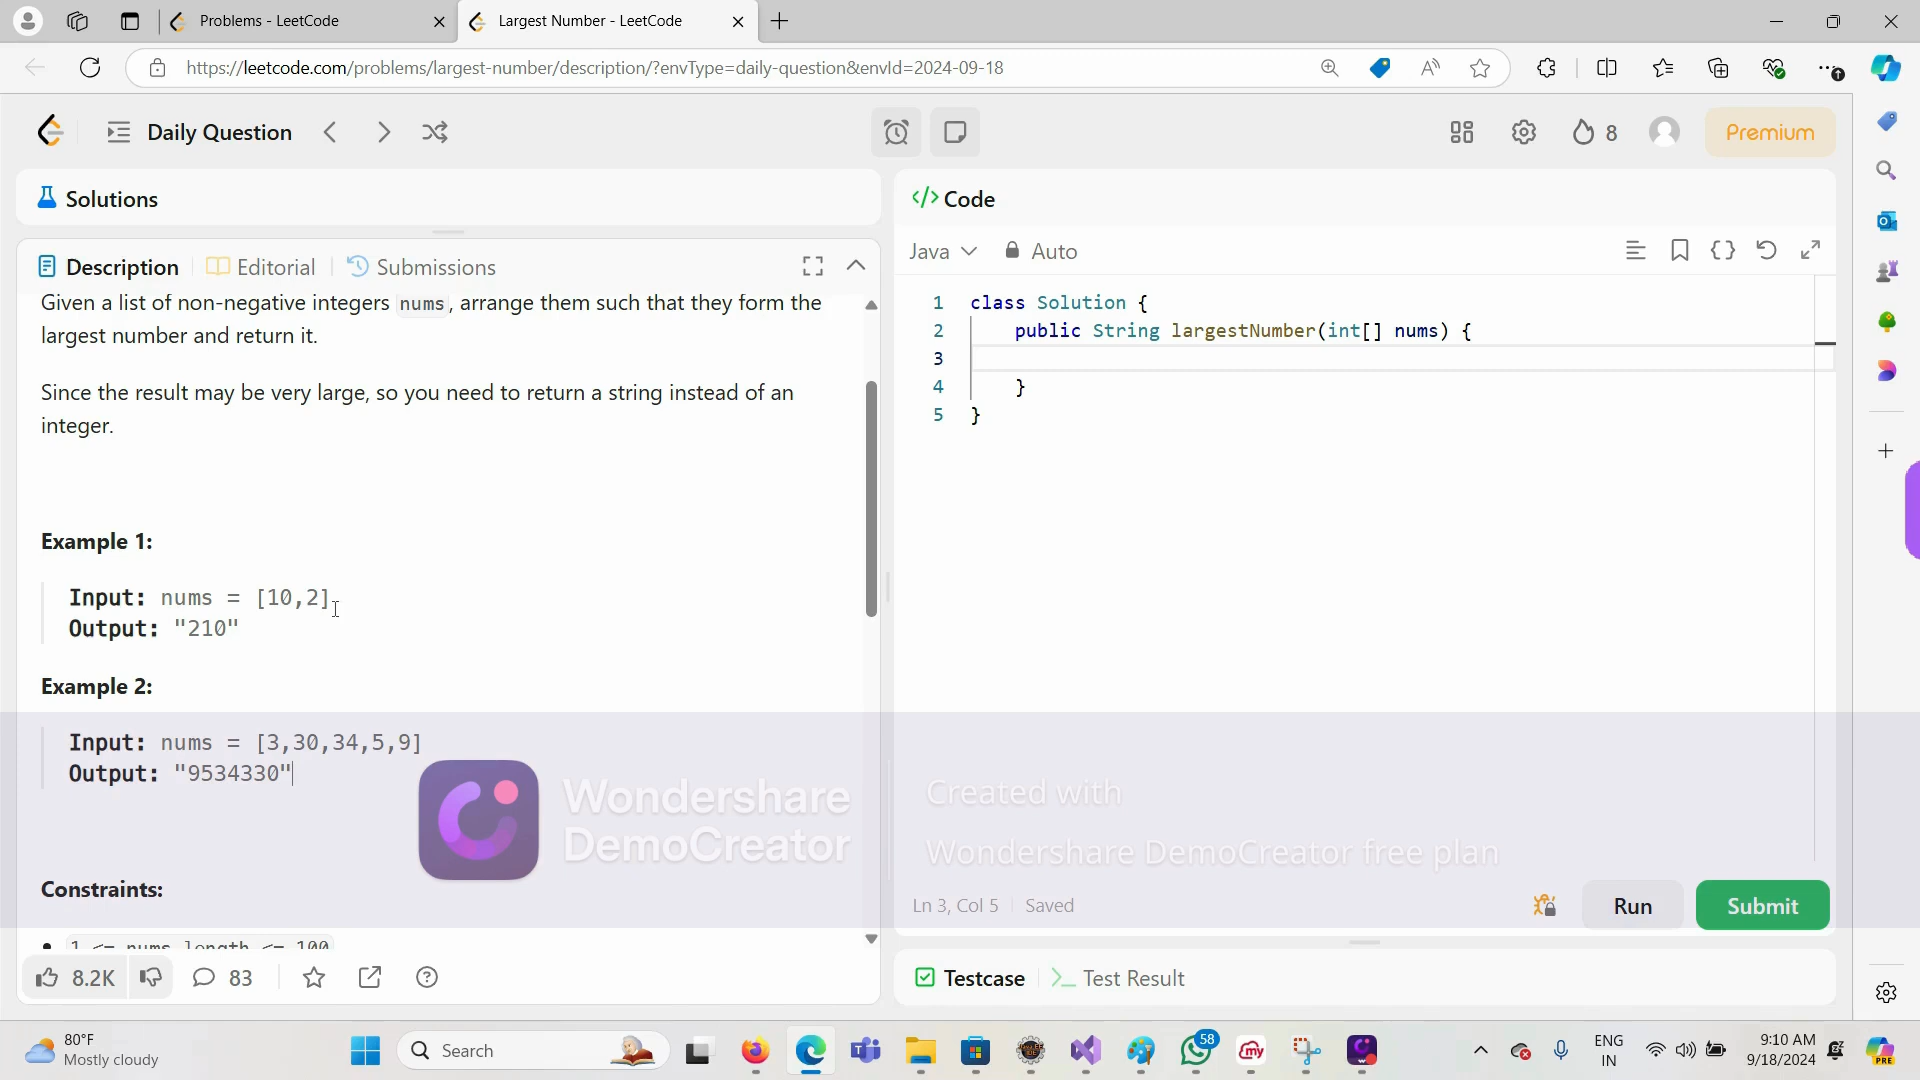 Problems - LeetCode
Largest Number - LeetCode
https://leetcode.com/problems/largest-number/description/?envType=daily-question&envId=2024-09-18
Daily Question
8
Premium
Solutions
Description
Editorial
Submissions
Given a list of non-negative integers nums, arrange them such that they form the
largest number and return it.
Since the result may be very large, so you need to return a string instead of an
integer.
Example 1:
Input: nums = [10,2]
Output: "210"
Example 2:
Input: nums = [3,30,34,5,9]
Output: "9534330"
Constraints:
1 <= nums.length <= 100
8.2K
83
Code
Java
Auto
1 class Solution {
2 public String largestNumber(int[] nums) {
3
4 }
5 }
Wondershare
DemoCreator
Created with
Wondershare DemoCreator free plan
Ln 3, Col 5
Saved
Run
Submit
Testcase
Test Result
80°F
Mostly cloudy
Search
58
my
ENG
IN
9:10 AM
9/18/2024
PRE